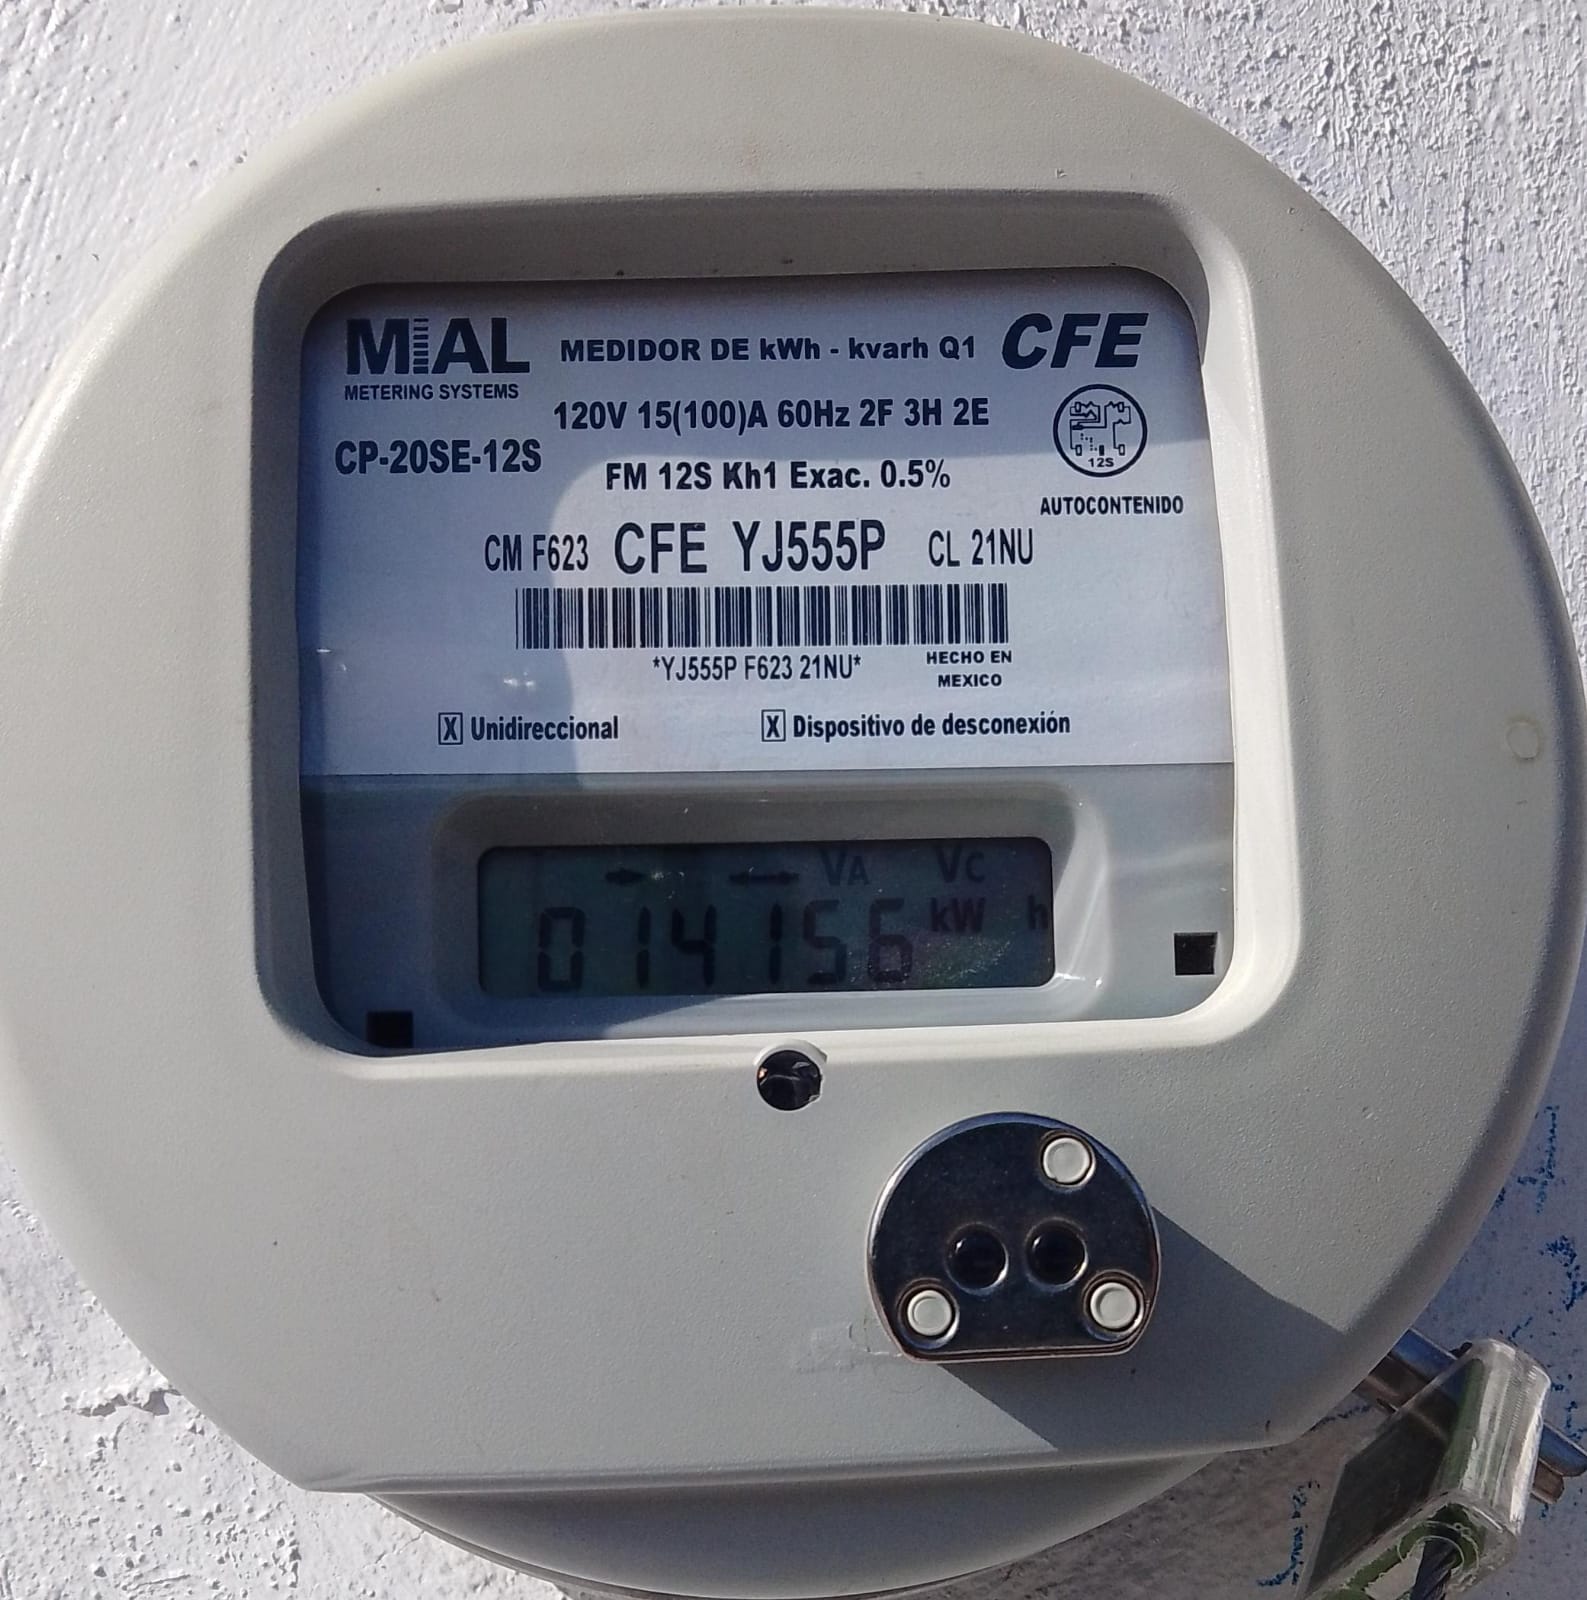 MIAL
METERING SYSTEMS
MEDIDOR DE kWh - kvarh Q1
CFE
120V 15(100)A 60Hz 2F 3H 2E
CP-20SE-12S
FM 12S Kh1 Exac. 0.5%
12S
AUTOCONTENIDO
CM F623 CFE YJ555P CL 21NU
*YJ555P F623 21NU*
HECHO EN
MEXICO
X Unidireccional
X Dispositivo de desconexión
VA VC
014156 kW h